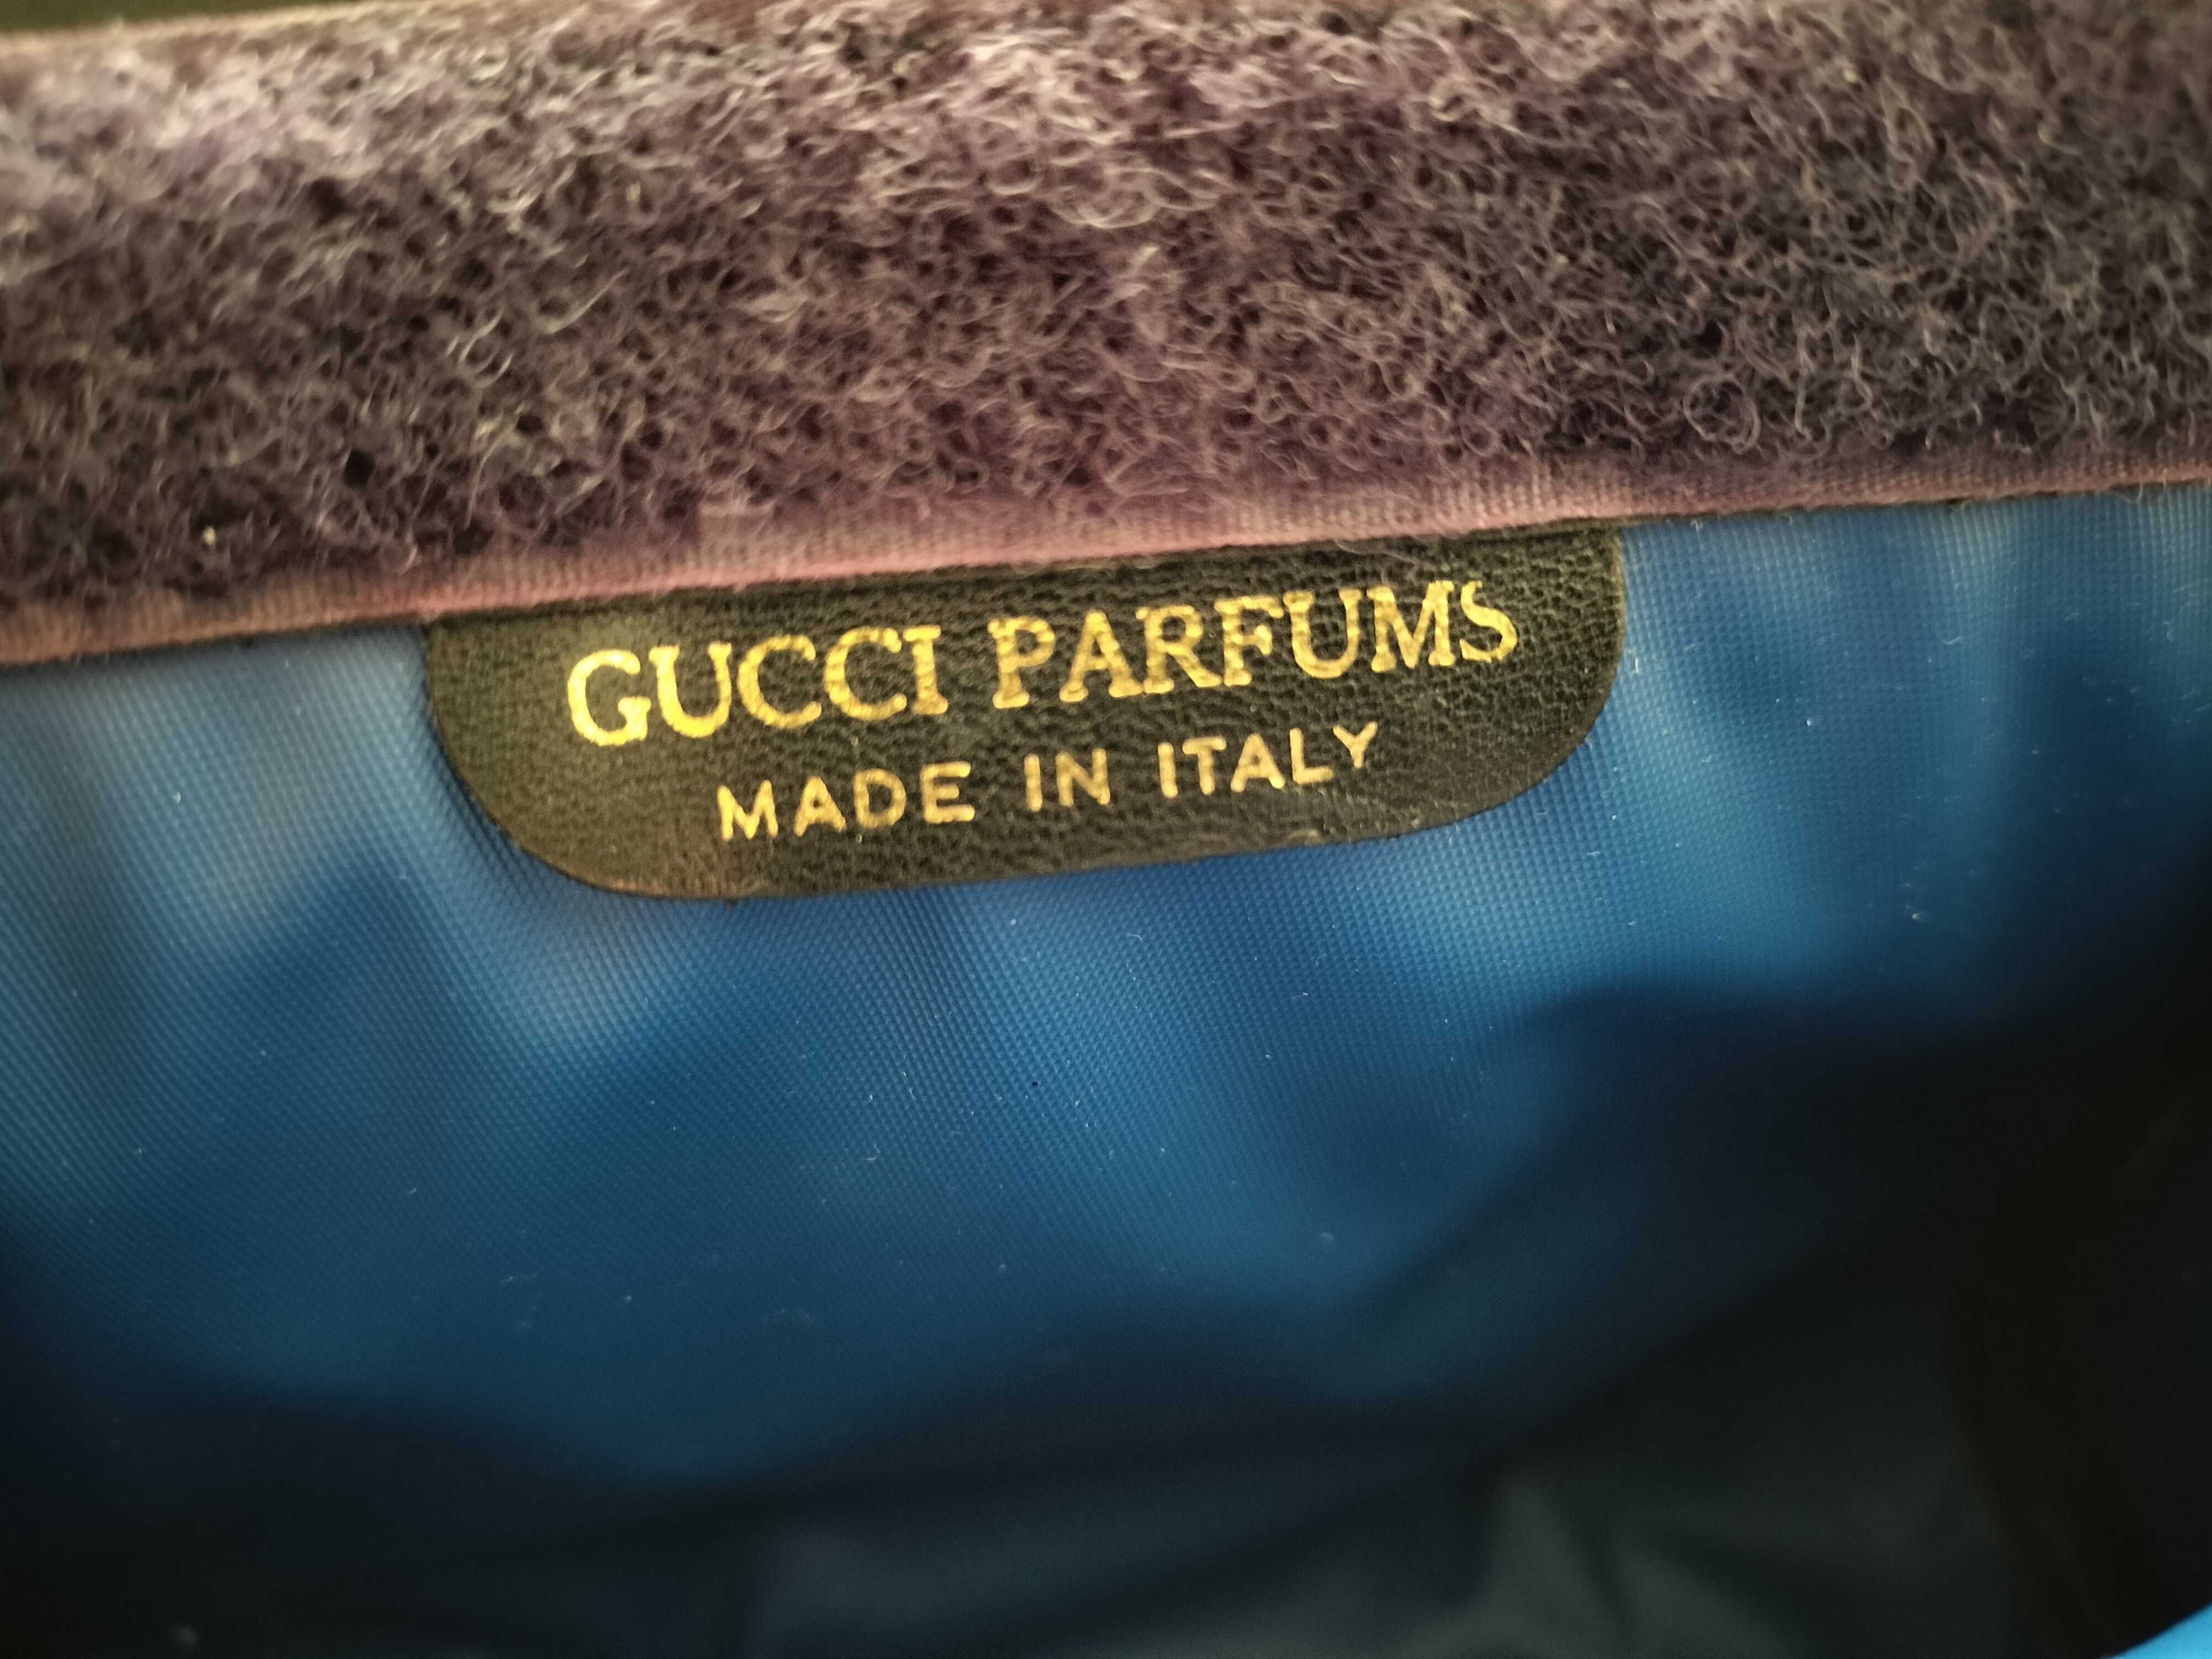 GUCCI PARFUMS
MADE IN ITALY